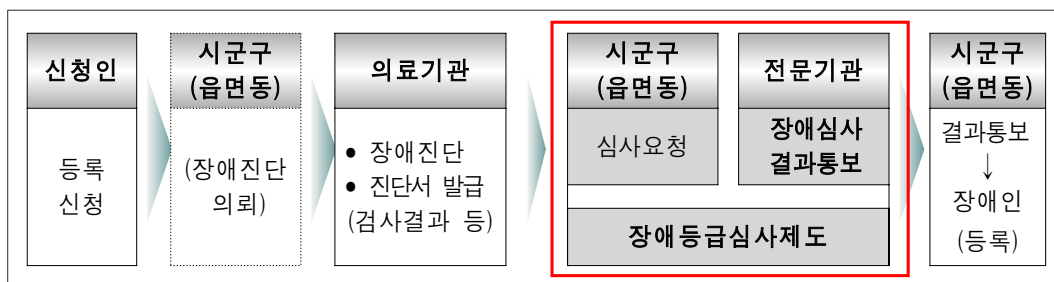 신청인
등록
신청
시군구
(읍면동)
(장애진단
의뢰)
의료기관
● 장애진단
● 진단서 발급
(검사결과 등)
시군구
(읍면동)
심사요청
전문기관
장애심사
결과통보
장애등급심사제도
시군구
(읍면동)
결과통보
↓
장애인
(등록)